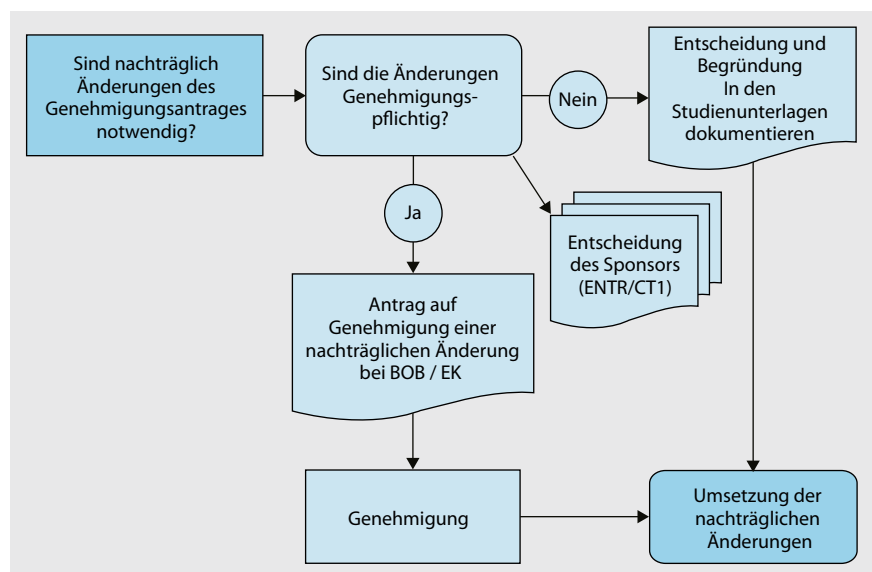 Sind nachträglich
Änderungen des
Genehmigungsantrages
notwendig?
Sind die Änderungen
Genehmigungs-
pflichtig?
Nein
Entscheidung und
Begründung
In den
Studienunterlagen
dokumentieren
Ja
Entscheidung
des Sponsors
(ENTR/CT1)
Antrag auf
Genehmigung einer
nachträglichen Änderung
bei BOB / EK
Genehmigung
Umsetzung der
nachträglichen
Änderungen